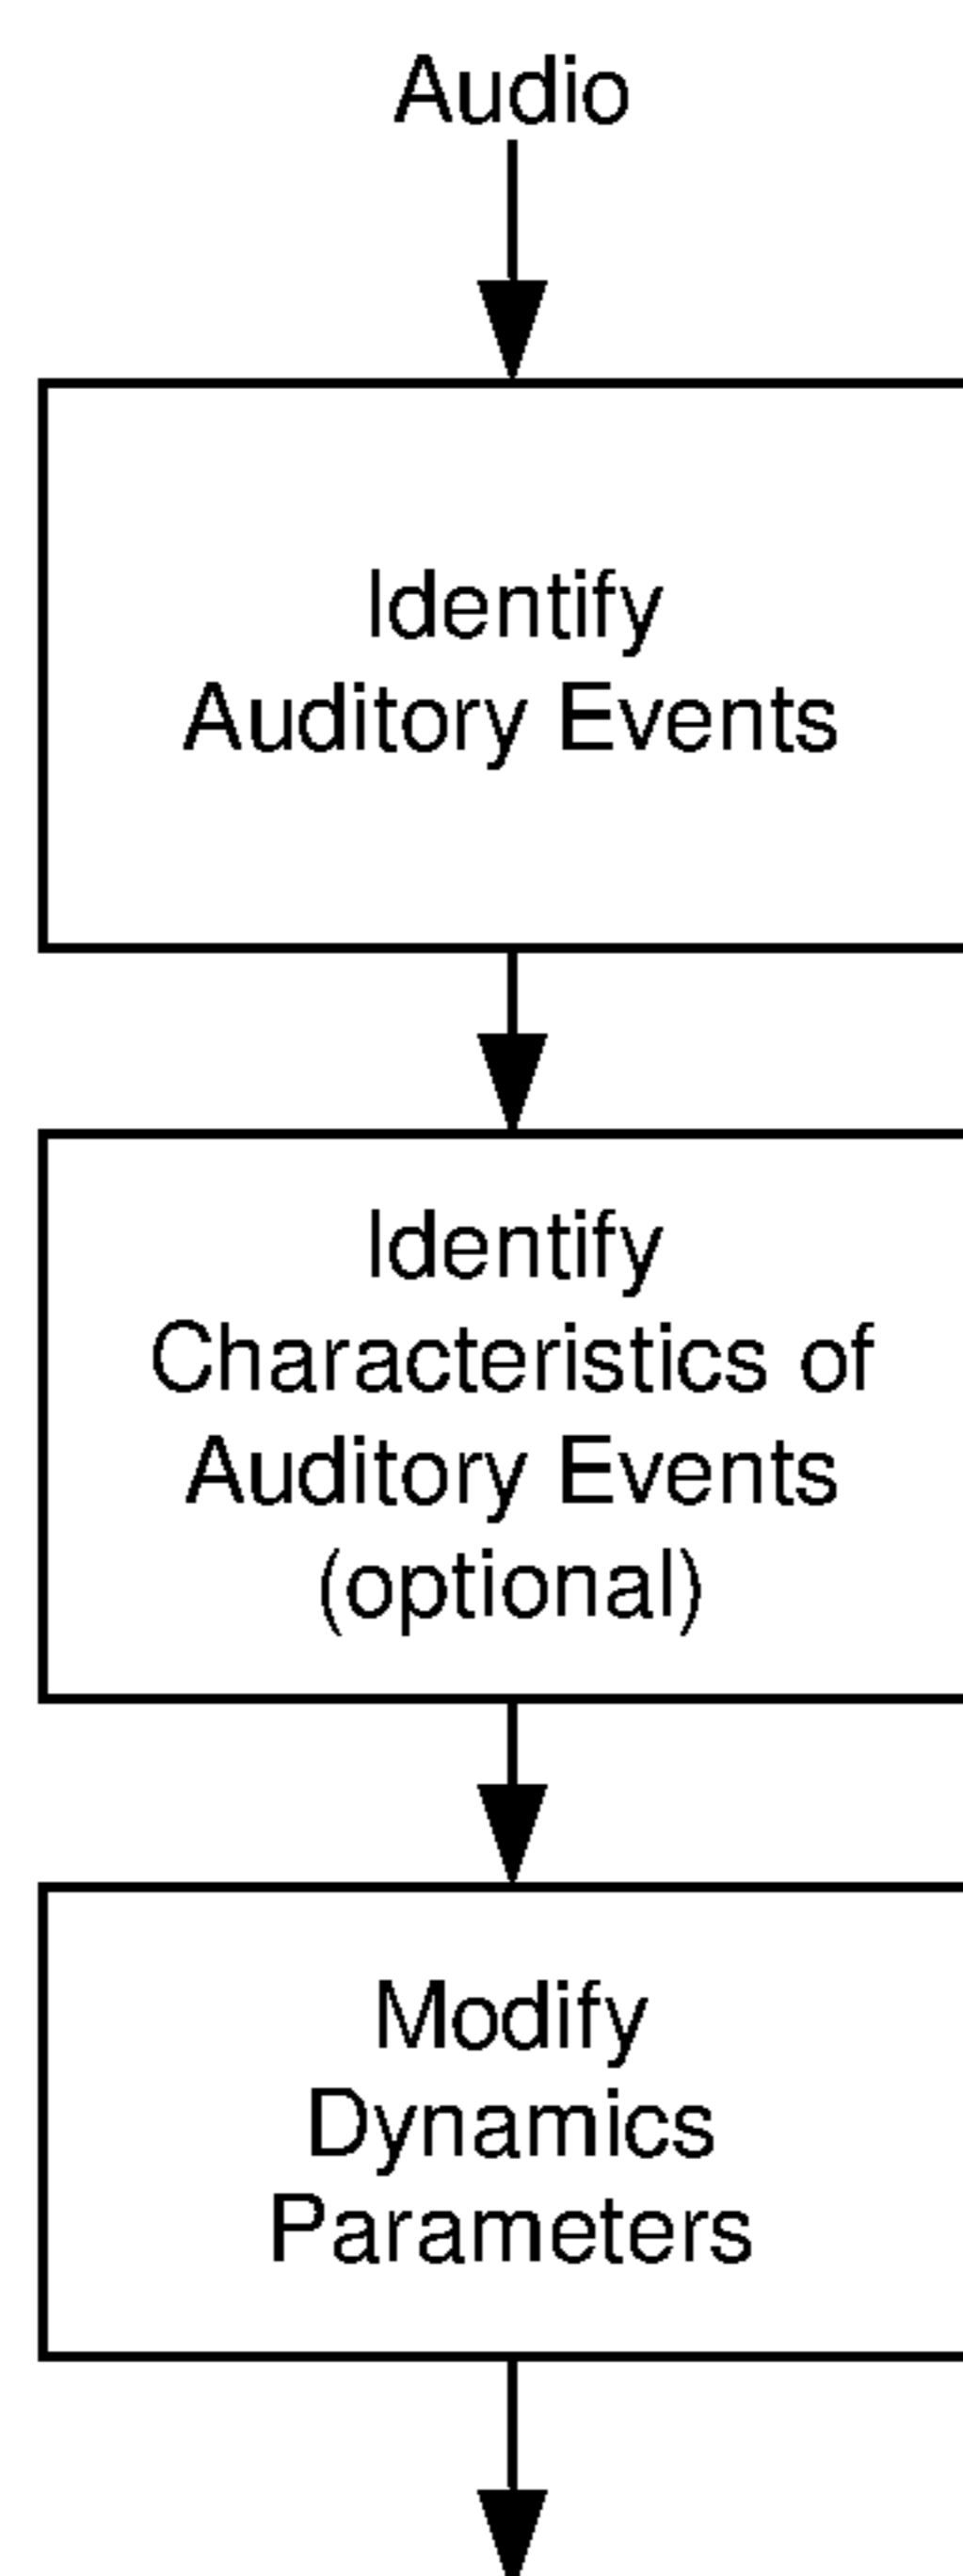 Audio
Identify
Auditory Events
Identify
Characteristics of
Auditory Events
(optional)
Modify
Dynamics
Parameters